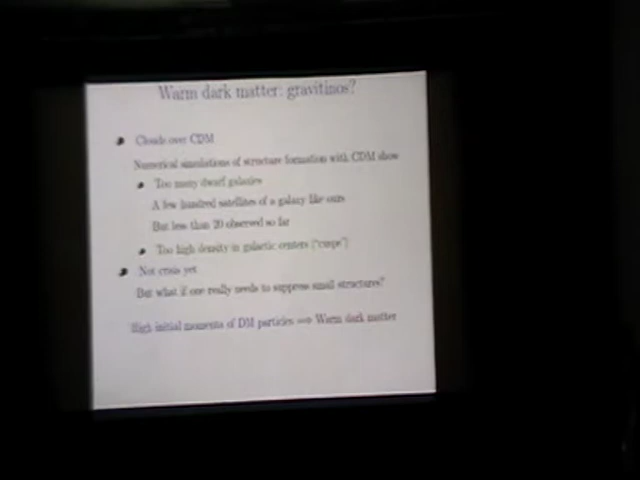 Warm dark matter: gravitinos?
Clouds over CDM
Numerical simulations of structure formation with CDM show
Too many dwarf galaxies
A few hundred satellites of a galaxy like ours
But less than 20 observed so far
Too high density in galactic centers ("cusps")
Not crisis yet
But what if one really needs to suppress small structures?
High initial momenta of DM particles ⟹ Warm dark matter